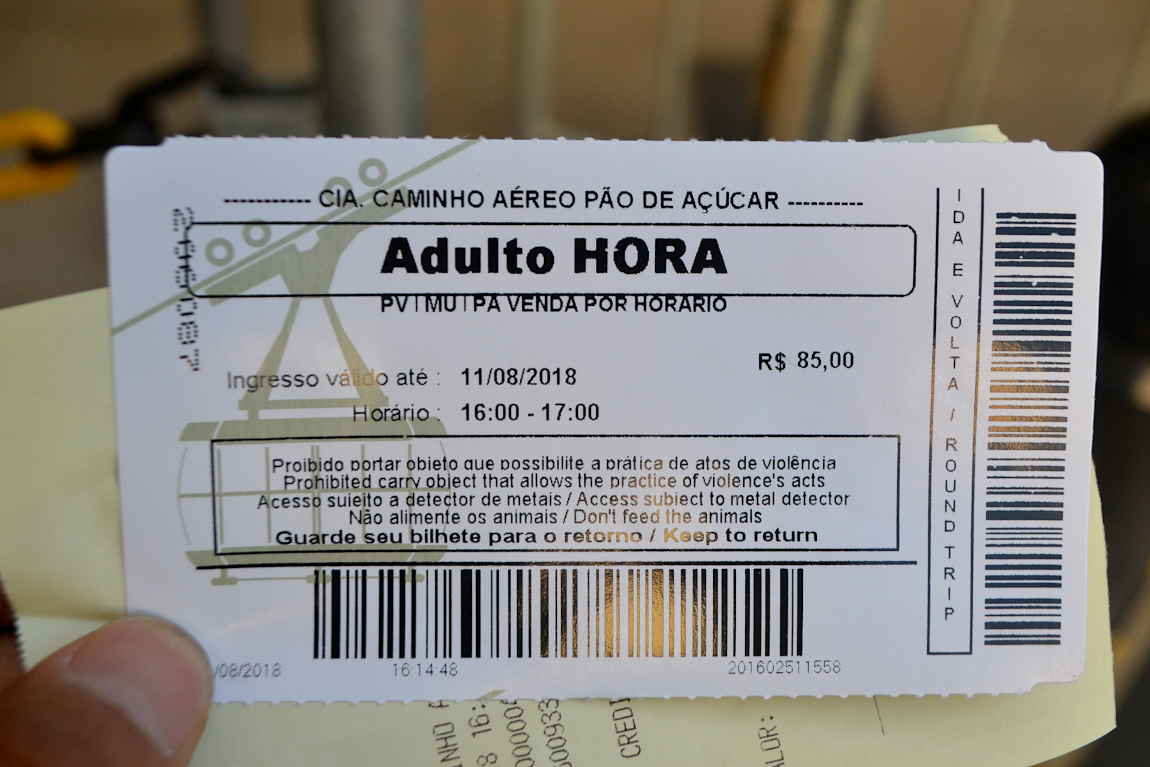 ----------- CIA. CAMINHO AÉREO PÃO DE AÇÚCAR ----------
Adulto HORA
PV | MU | PA VENDA POR HORARIO
R$ 85,00
Ingresso válido até : 11/08/2018
Horário : 16:00 - 17:00
Proibido portar objeto que possibilite a prática de atos de violência
Prohibited carry object that allows the practice of violence's acts
Acesso sujeito a detector de metais / Access subject to metal detector
Não alimente os animais / Don't feed the animals
Guarde seu bilhete para o retorno / Keep to return
/08/2018 16:14:48 201602511558
IDA E VOLTA / ROUND TRIP
CREDI
ALOR: